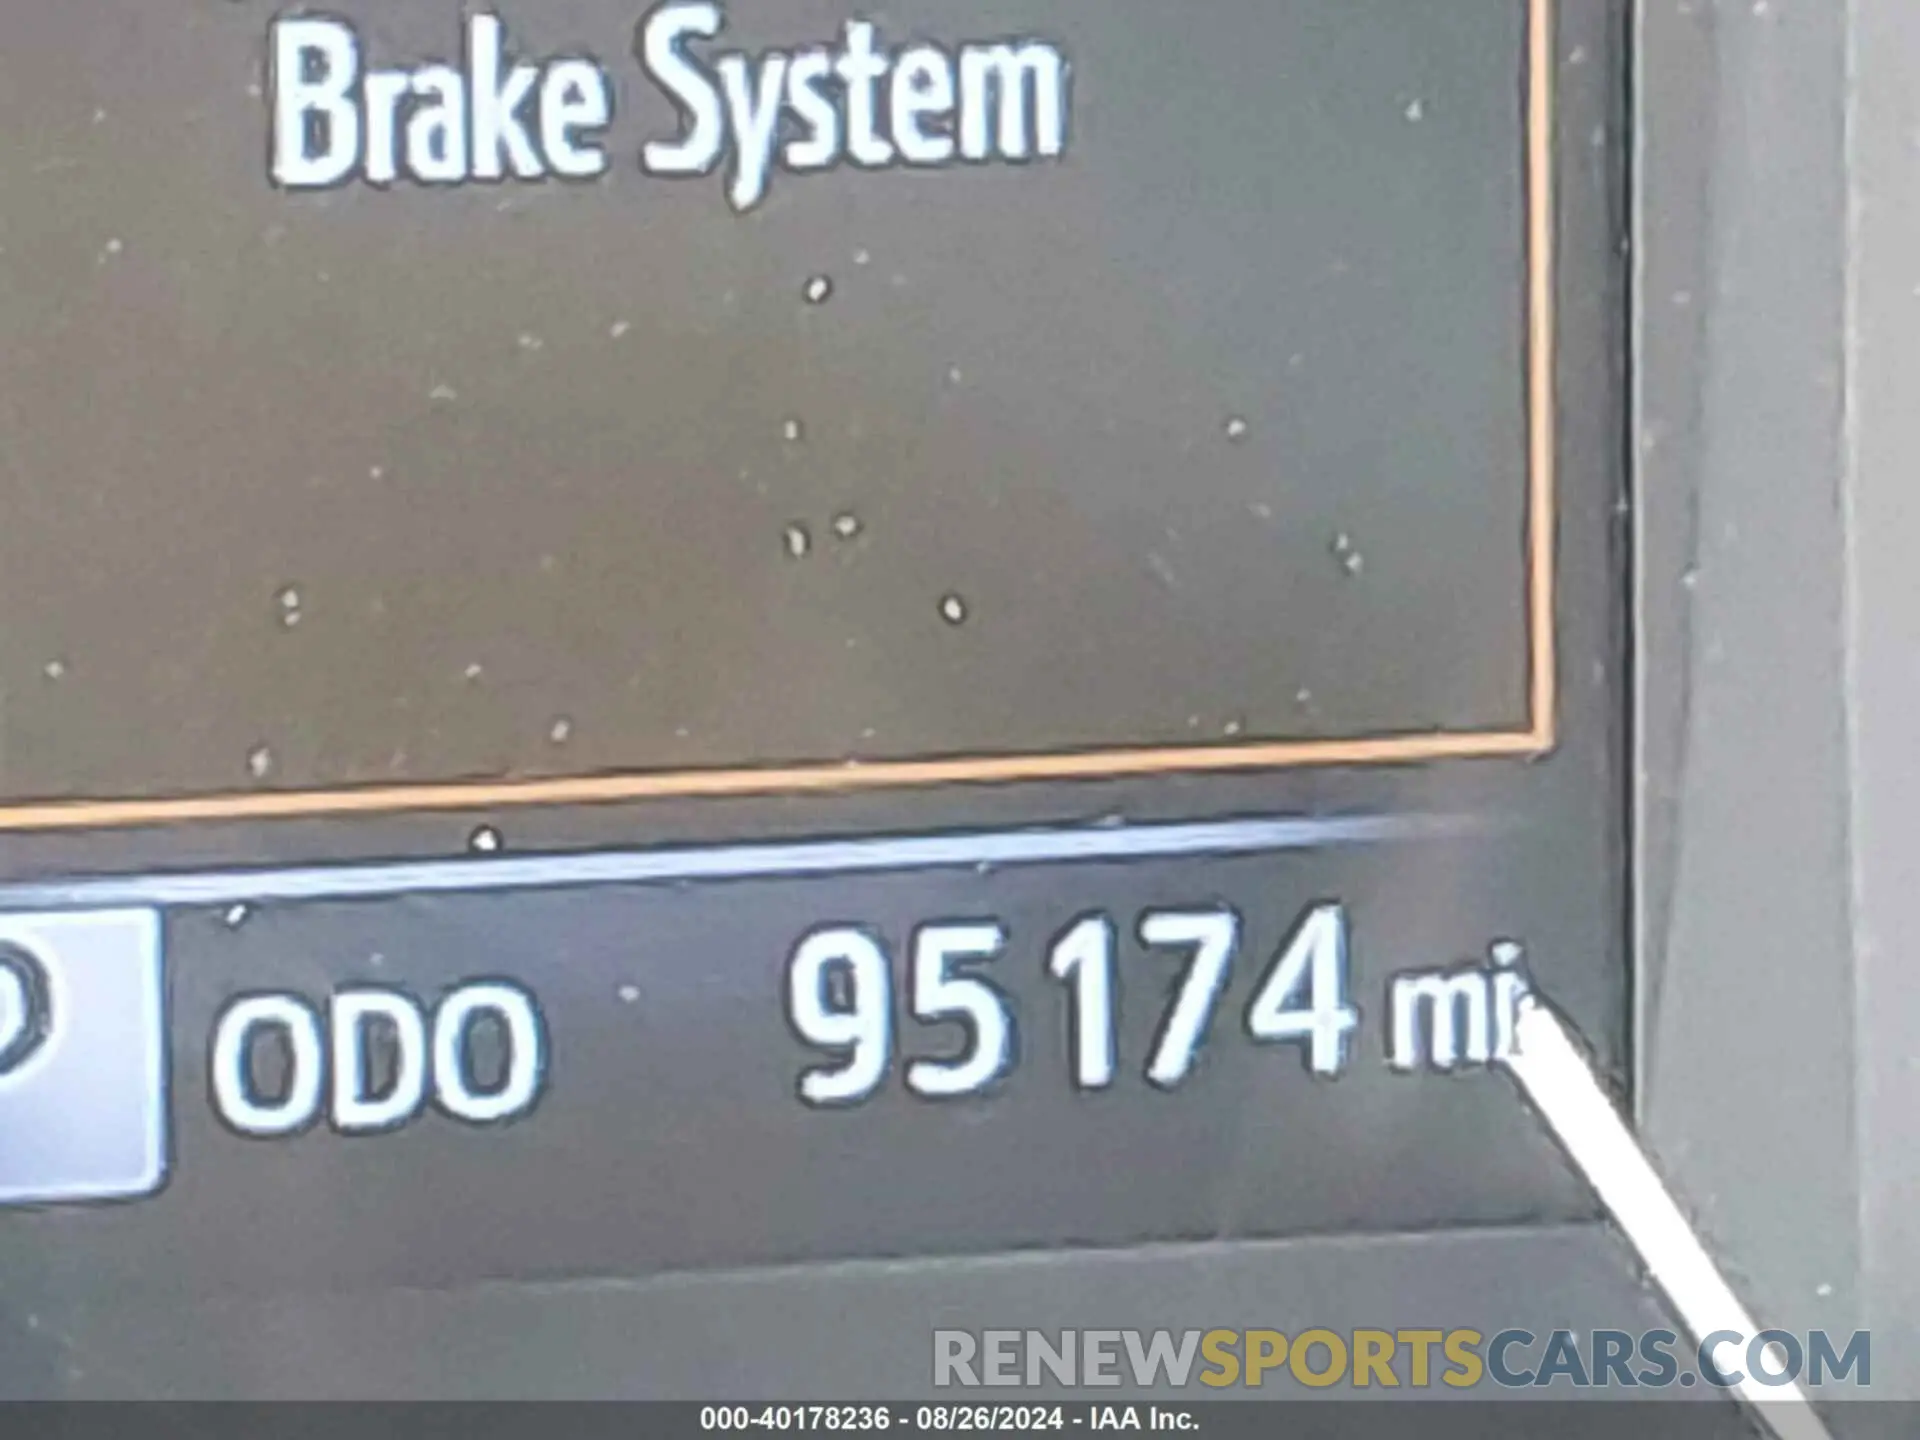 Brake System
ODO 95174 mi
RENEWSPORTSCARS.COM
000-40178236 - 08/26/2024 - IAA Inc.